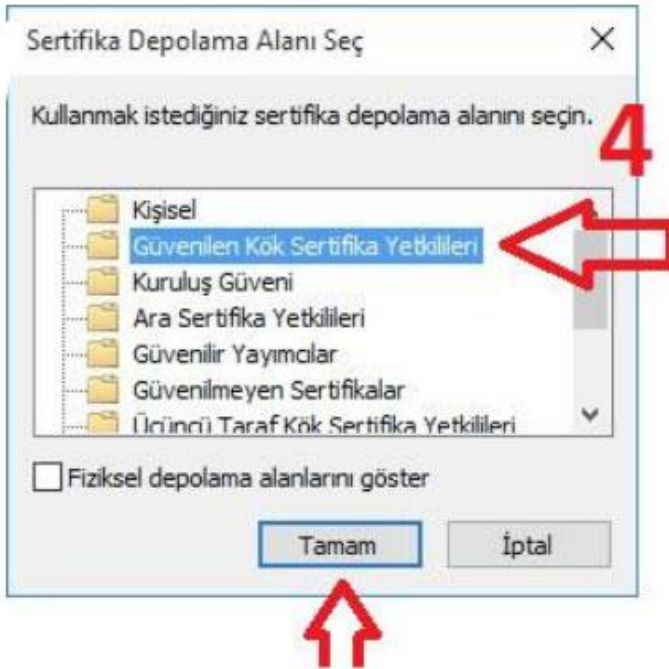 Sertifika Depolama Alanı Seç
Kullanmak istediğiniz sertifika depolama alanını seçin.
4
Kişisel
Güvenilen Kök Sertifika Yetkilileri
Kuruluş Güveni
Ara Sertifika Yetkilileri
Güvenilir Yayımcılar
Güvenilmeyen Sertifikalar
Üçüncü Taraf Kök Sertifika Yetkilileri
Fiziksel depolama alanlarını göster
Tamam
İptal